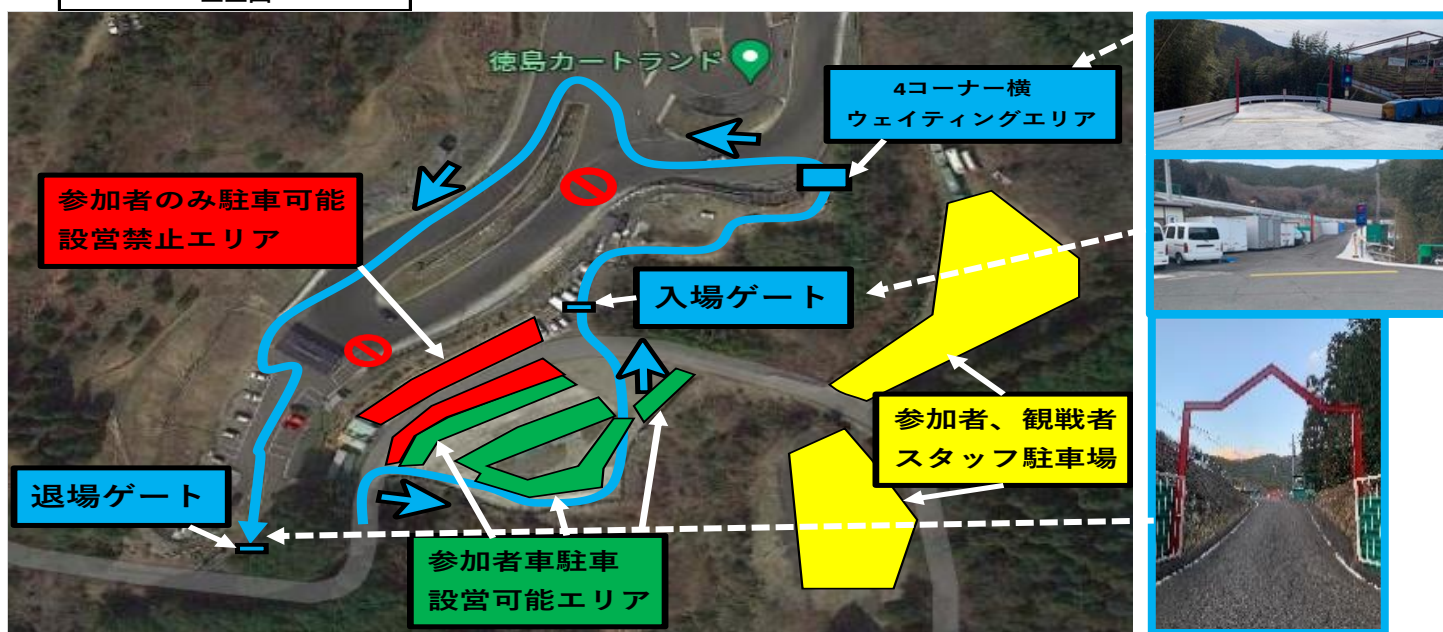 徳島カートランド
4コーナー横
ウェイティングエリア
参加者のみ駐車可能
設営禁止エリア
入場ゲート
参加者、観戦者
スタッフ駐車場
退場ゲート
参加者車駐車
設営可能エリア